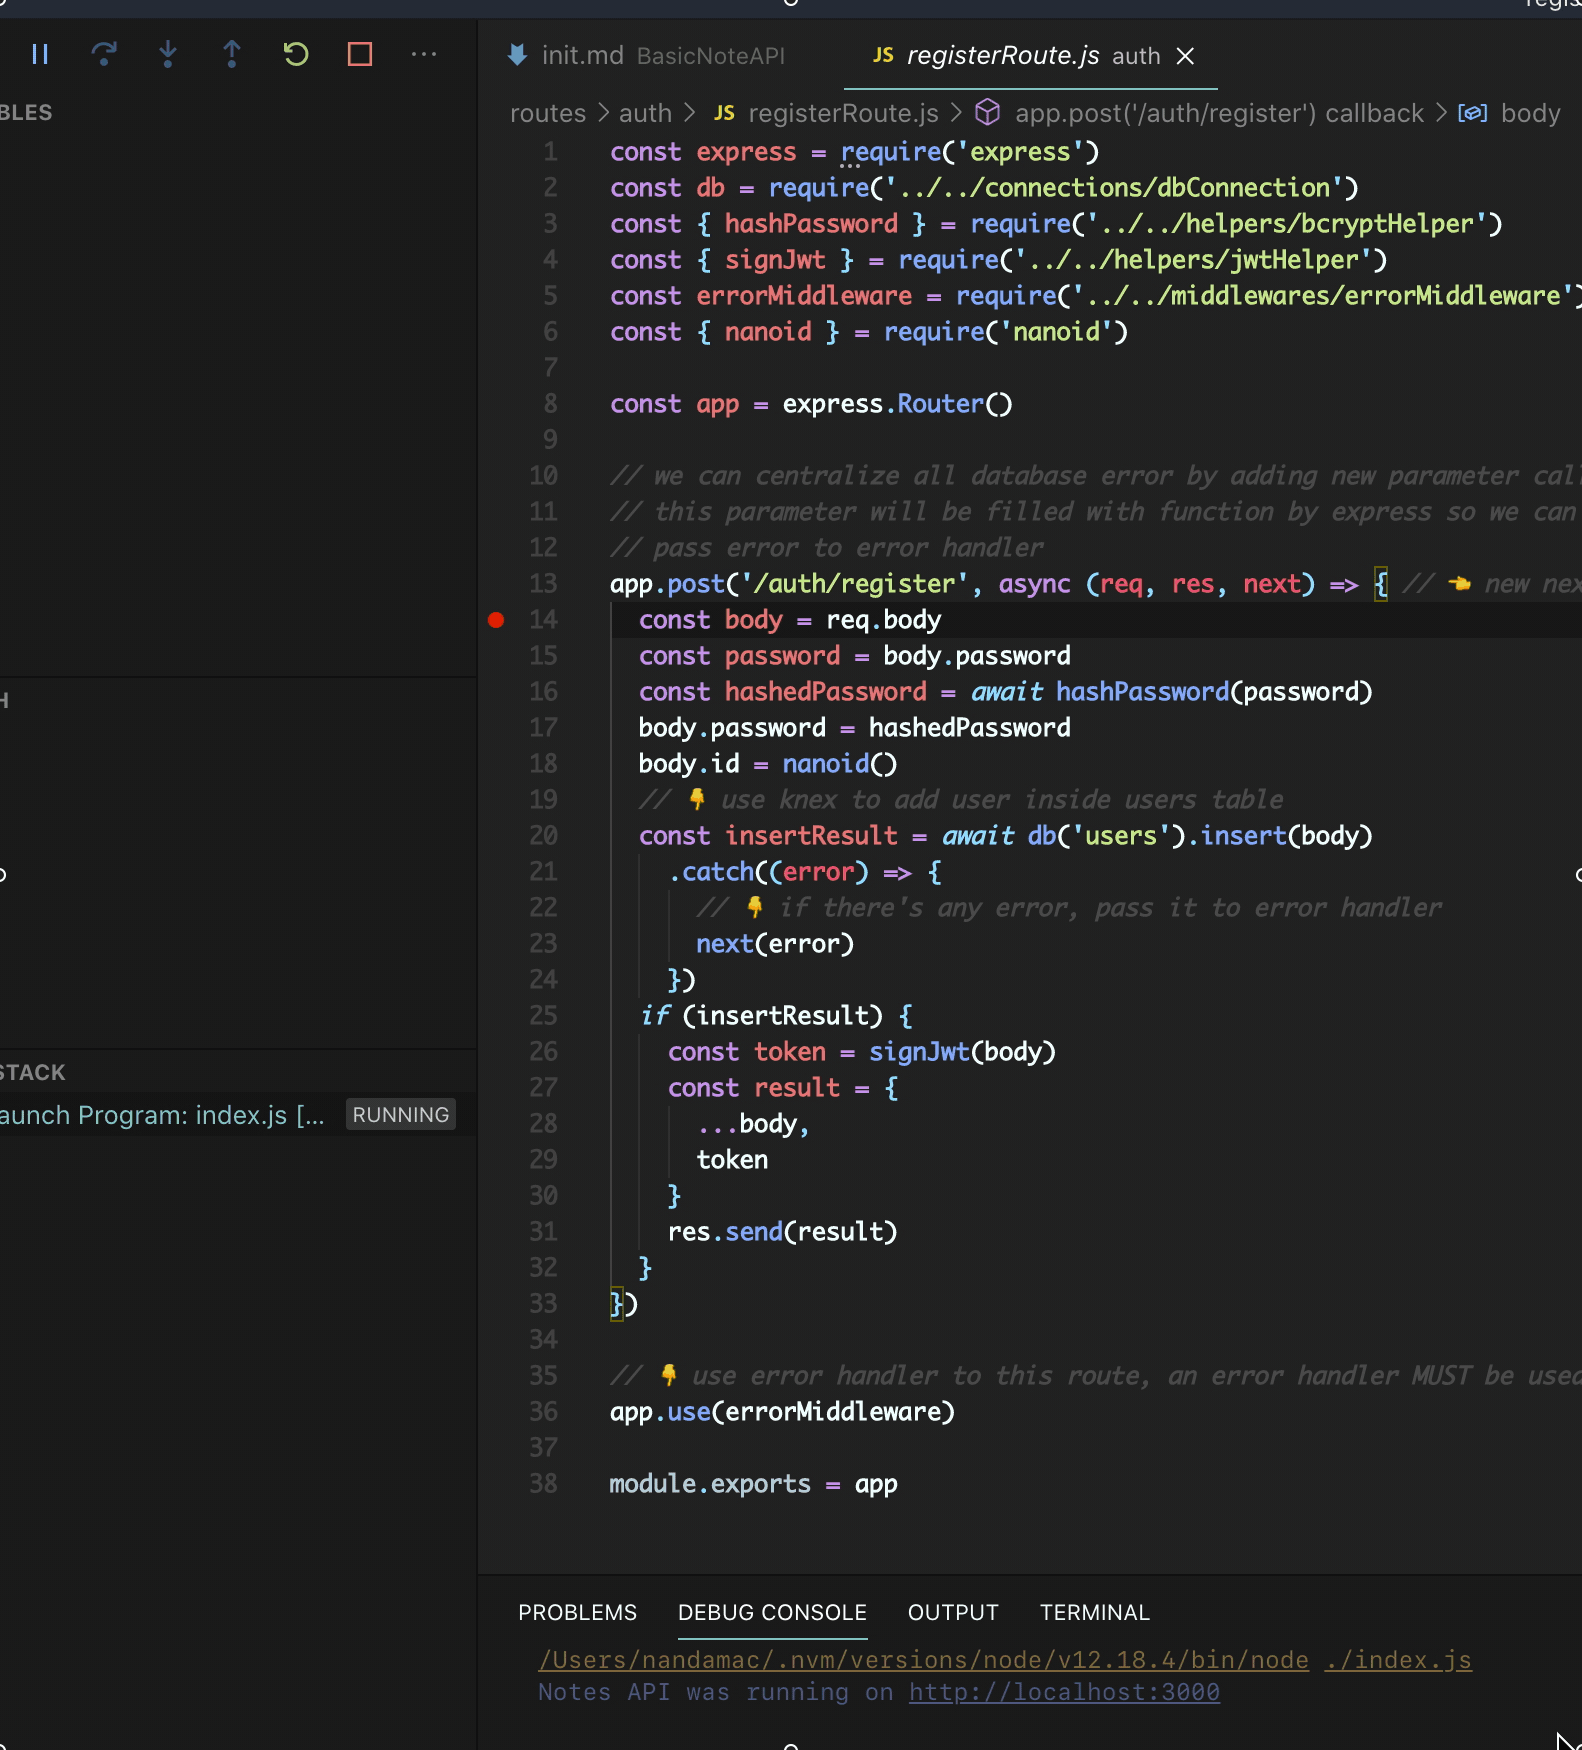 init.md BasicNoteAPI
JS registerRoute.js auth
BLES
routes > auth > JS registerRoute.js > app.post('/auth/register') callback > body
1 const express = require('express')
2 const db = require('../../connections/dbConnection')
3 const { hashPassword } = require('../../helpers/bcryptHelper')
4 const { signJwt } = require('../../helpers/jwtHelper')
5 const errorMiddleware = require('../../middlewares/errorMiddleware')
6 const { nanoid } = require('nanoid')
7
8 const app = express.Router()
9
10 // we can centralize all database error by adding new parameter
11 // this parameter will be filled with function by express so we can
12 // pass error to error handler
13 app.post('/auth/register', async (req, res, next) => { // 👈 new
14 const body = req.body
15 const password = body.password
16 const hashedPassword = await hashPassword(password)
17 body.password = hashedPassword
18 body.id = nanoid()
19 // 👇 use knex to add user inside users table
20 const insertResult = await db('users').insert(body)
21 .catch((error) => {
22 // 👇 if there's any error, pass it to error handler
23 next(error)
24 })
25 if (insertResult) {
26 const token = signJwt(body)
27 const result = {
28 ...body,
29 token
30 }
31 res.send(result)
32 }
33 })
34
35 // 👇 use error handler to this route, an error handler MUST be used
36 app.use(errorMiddleware)
37
38 module.exports = app
H
STACK
aunch Program: index.js [... RUNNING
PROBLEMS DEBUG CONSOLE OUTPUT TERMINAL
/Users/nandamac/.nvm/versions/node/v12.18.4/bin/node ./index.js
Notes API was running on http://localhost:3000